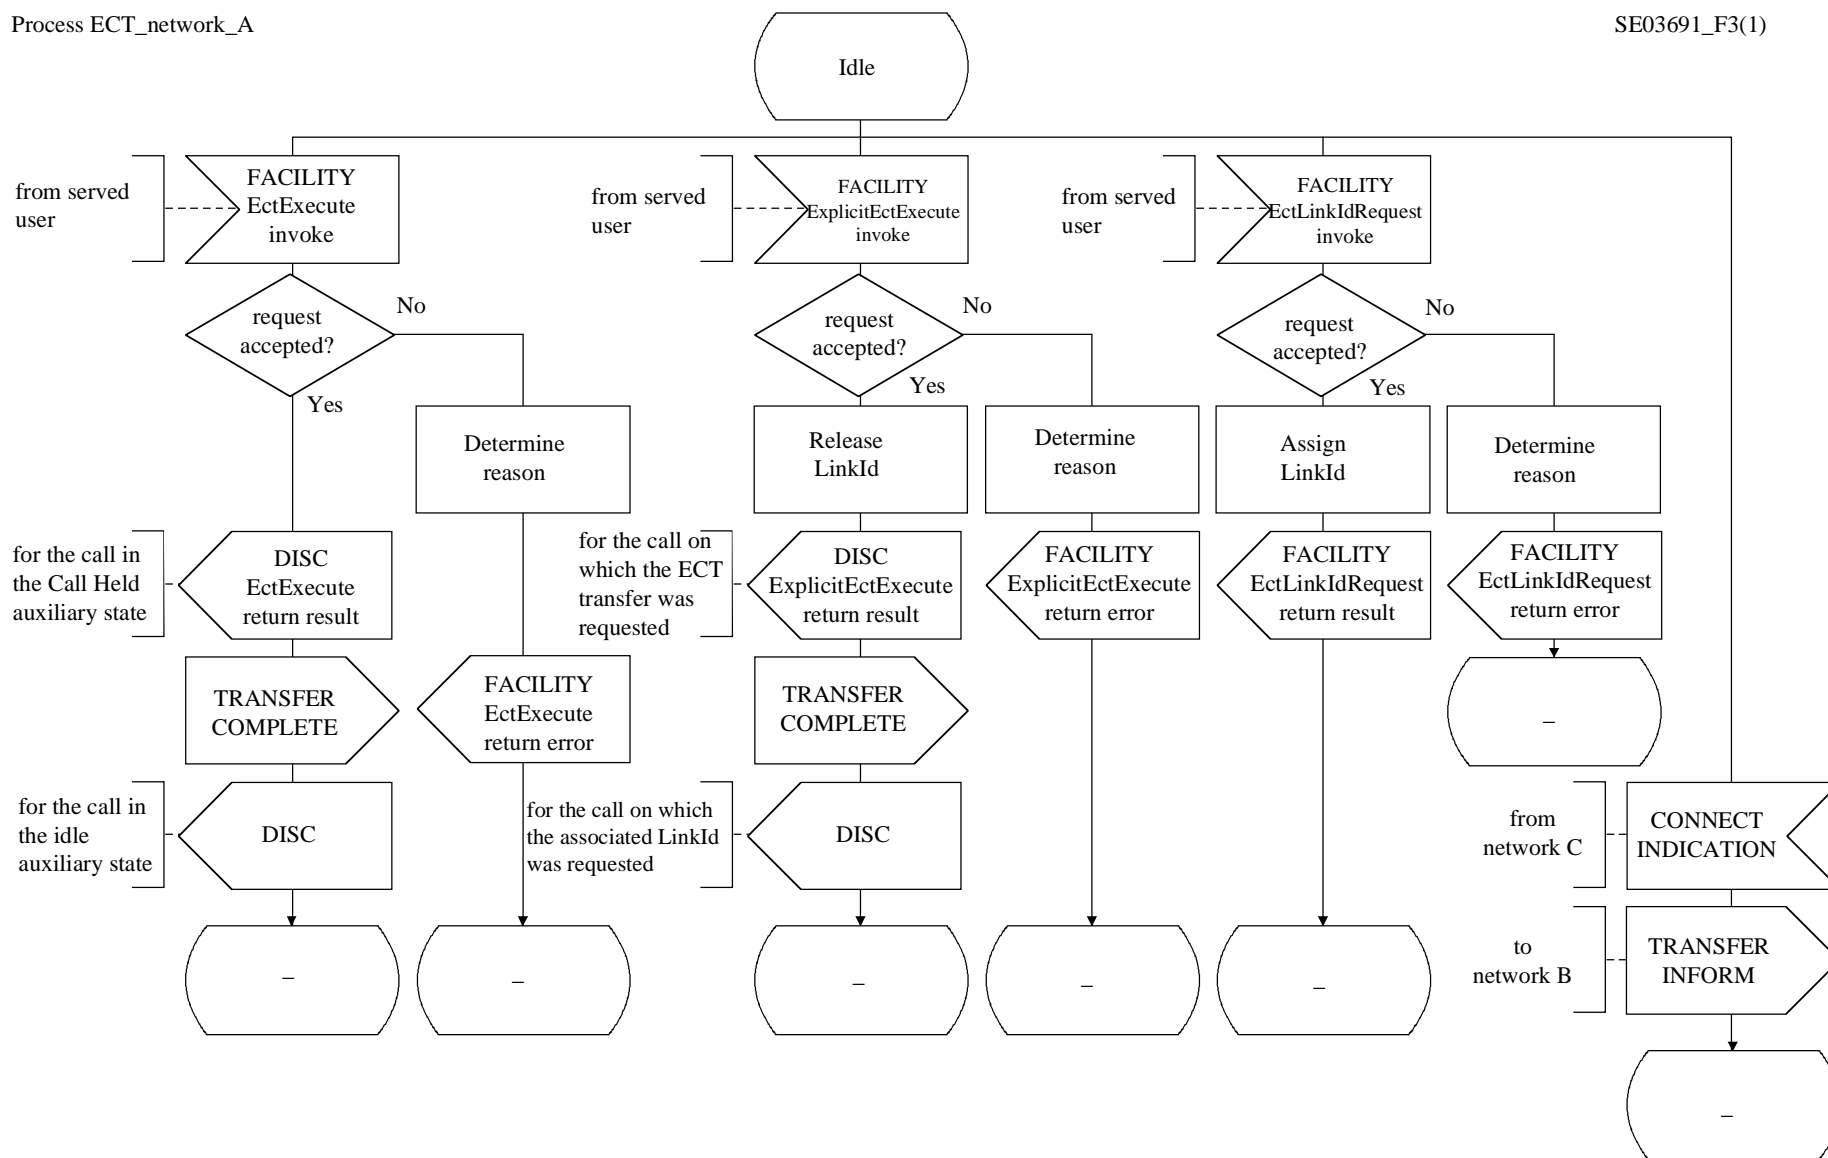 Process ECT_network_A
SE03691_F3(1)
Idle
from served
user
FACILITY
EctExecute
invoke
from served
user
FACILITY
ExplicitEctExecute
invoke
from served
user
FACILITY
EctLinkIdRequest
invoke
request
accepted?
No
Yes
request
accepted?
No
Yes
request
accepted?
No
Yes
Determine
reason
Release
LinkId
Determine
reason
Assign
LinkId
Determine
reason
for the call in
the Call Held
auxiliary state
DISC
EctExecute
return result
for the call on
which the ECT
transfer was
requested
DISC
ExplicitEctExecute
return result
FACILITY
ExplicitEctExecute
return error
FACILITY
EctLinkIdRequest
return result
FACILITY
EctLinkIdRequest
return error
TRANSFER
COMPLETE
FACILITY
EctExecute
return error
TRANSFER
COMPLETE
–
for the call in
the idle
auxiliary state
DISC
for the call on which
the associated LinkId
was requested
DISC
from
network C
CONNECT
INDICATION
–
–
–
–
–
to
network B
TRANSFER
INFORM
–